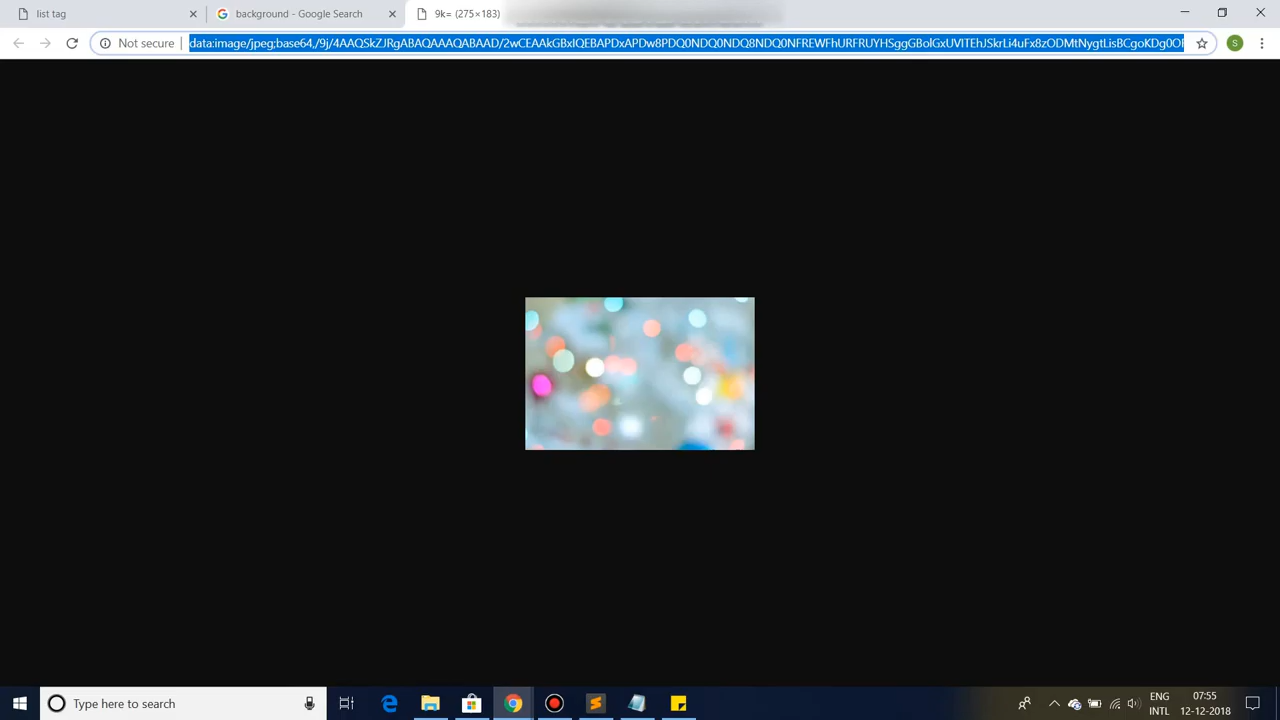 list tag
background - Google Search
9k= (275×183)
Not secure
data:image/jpeg;base64,/9j/4AAQSkZJRgABAQAAAQABAAD/2wCEAAkGBxIQEBAPDxAPDw8PDQ0NDQ0NDQ8NDQ0NFREWFhURFRUYHSggGBolGxUVITEhJSkrLi4uFx8zODMtNygtLisBCgoKDg0OF
Type here to search
S
ENG
INTL
07:55
12-12-2018